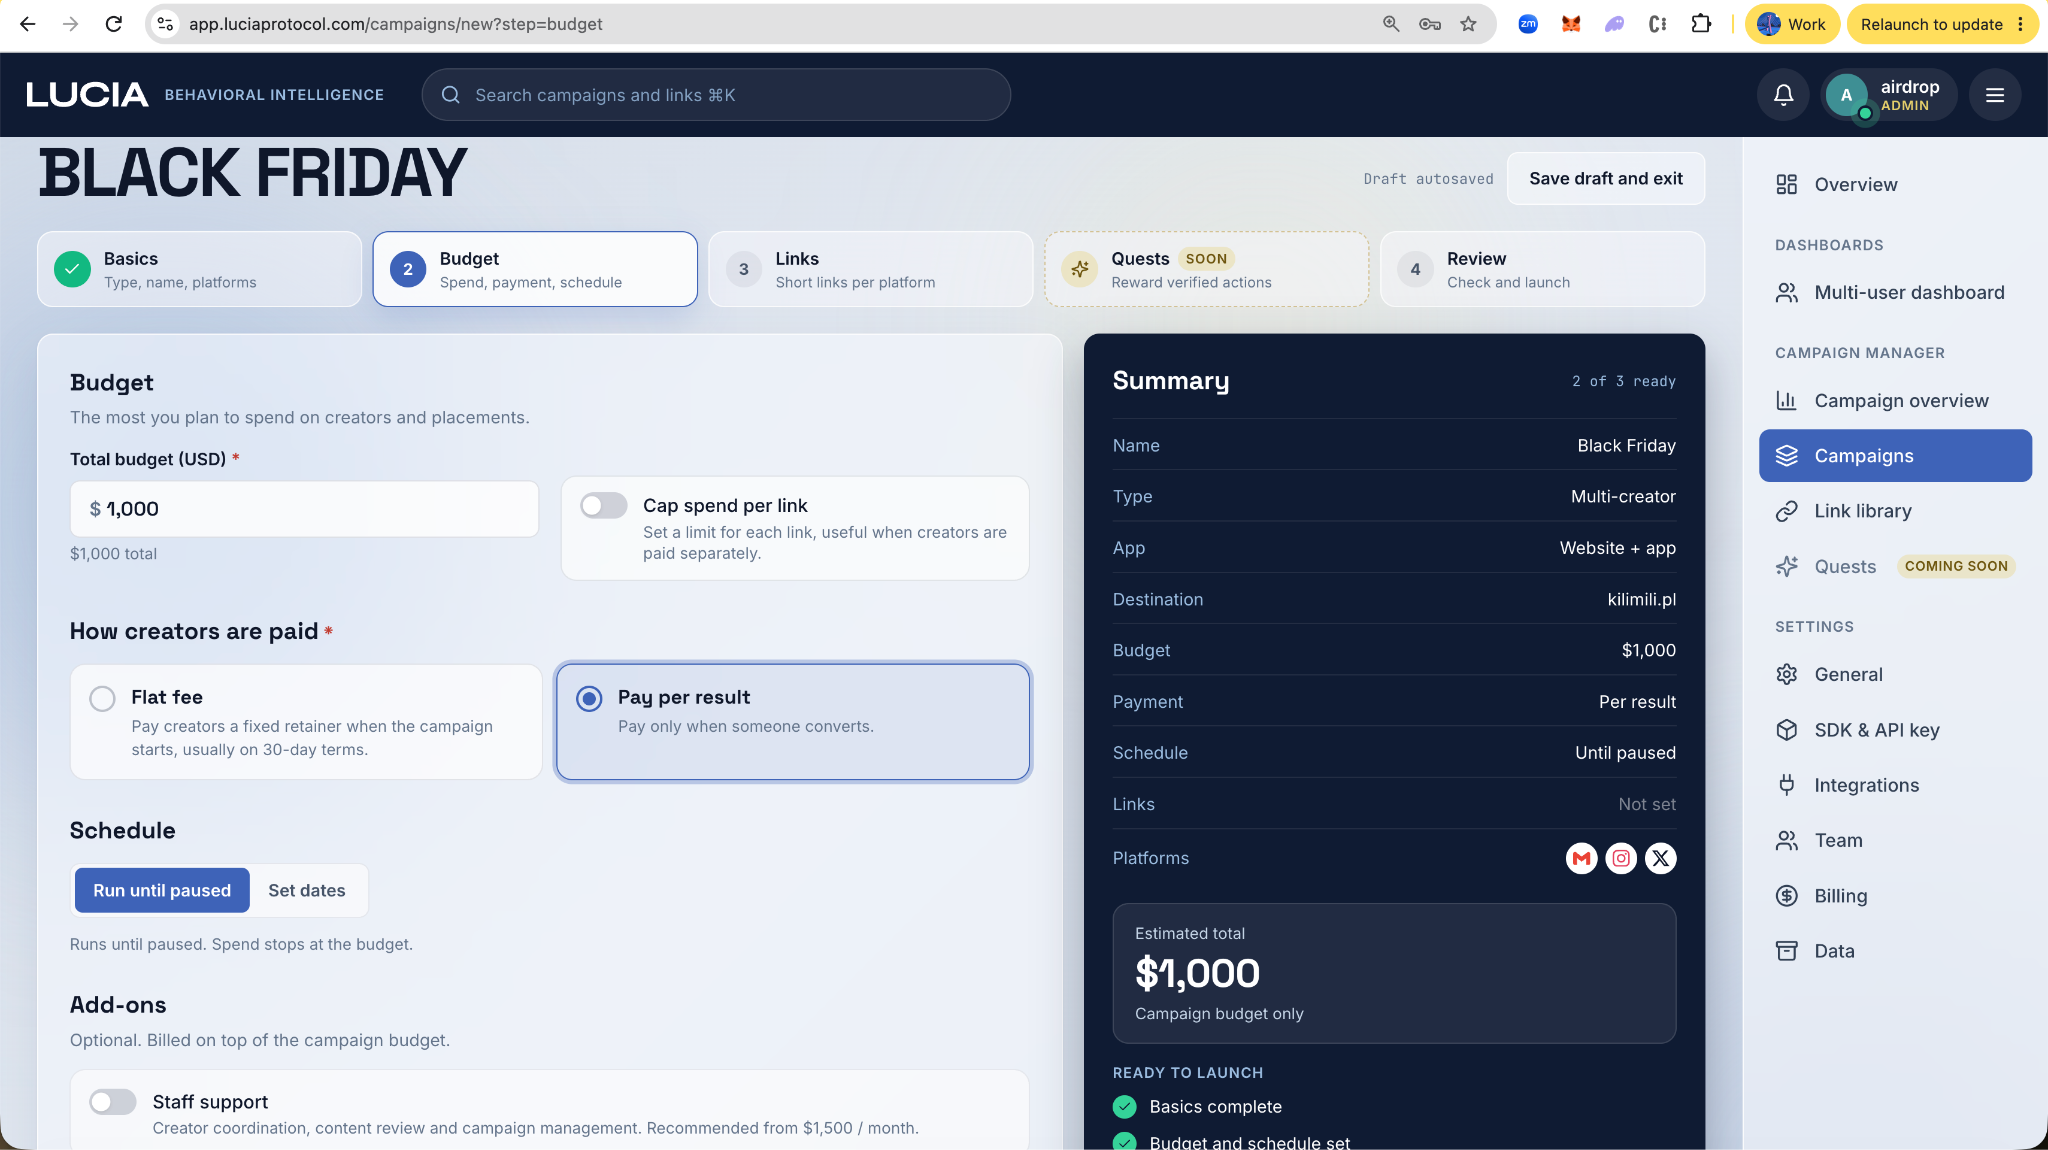 app.luciaprotocol.com/campaigns/new?step=budget
zm
Work
Relaunch to update
LUCIA
BEHAVIORAL INTELLIGENCE
Search campaigns and links ⌘K
A
airdrop
ADMIN
BLACK FRIDAY
Draft autosaved
Save draft and exit
Basics
Type, name, platforms
2
Budget
Spend, payment, schedule
3
Links
Short links per platform
Quests SOON
Reward verified actions
4
Review
Check and launch
Budget
The most you plan to spend on creators and placements.
Total budget (USD) *
$ 1,000
$1,000 total
Cap spend per link
Set a limit for each link, useful when creators are
paid separately.
How creators are paid *
Flat fee
Pay creators a fixed retainer when the campaign
starts, usually on 30-day terms.
Pay per result
Pay only when someone converts.
Schedule
Run until paused
Set dates
Runs until paused. Spend stops at the budget.
Add-ons
Optional. Billed on top of the campaign budget.
Staff support
Creator coordination, content review and campaign management. Recommended from $1,500 / month.
Summary
2 of 3 ready
Name Black Friday
Type Multi-creator
App Website + app
Destination kilimili.pl
Budget $1,000
Payment Per result
Schedule Until paused
Links Not set
Platforms
Estimated total
$1,000
Campaign budget only
READY TO LAUNCH
Basics complete
Budget and schedule set
Overview
DASHBOARDS
Multi-user dashboard
CAMPAIGN MANAGER
Campaign overview
Campaigns
Link library
Quests COMING SOON
SETTINGS
General
SDK & API key
Integrations
Team
Billing
Data